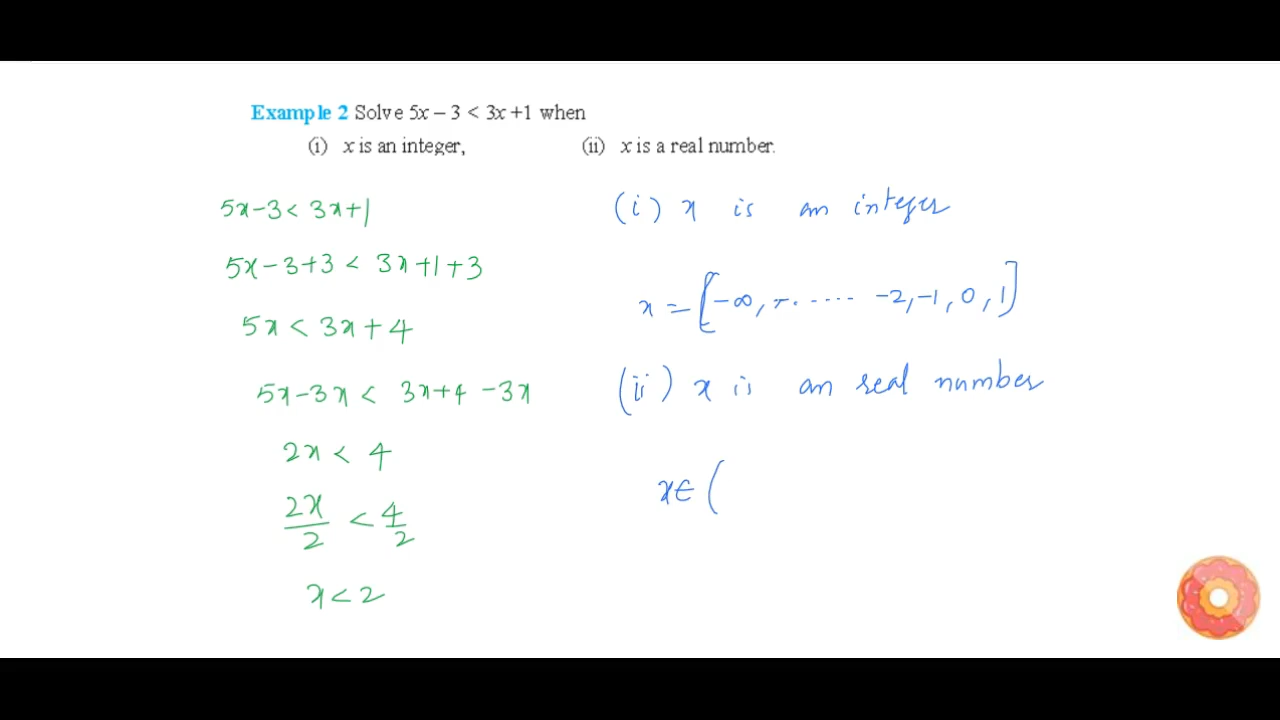 Example 2 Solve 5x – 3 < 3x +1 when
(i) x is an integer, (ii) x is a real number.
5x-3 < 3x+1
5x-3+3 < 3x+1+3
5x < 3x+4
5x-3x < 3x+4 -3x
2x < 4
2x/2 < 4/2
x < 2
(i) x is an integer
x = [-∞, -. ..... -2, -1, 0, 1]
(ii) x is an real number
x ∈ (